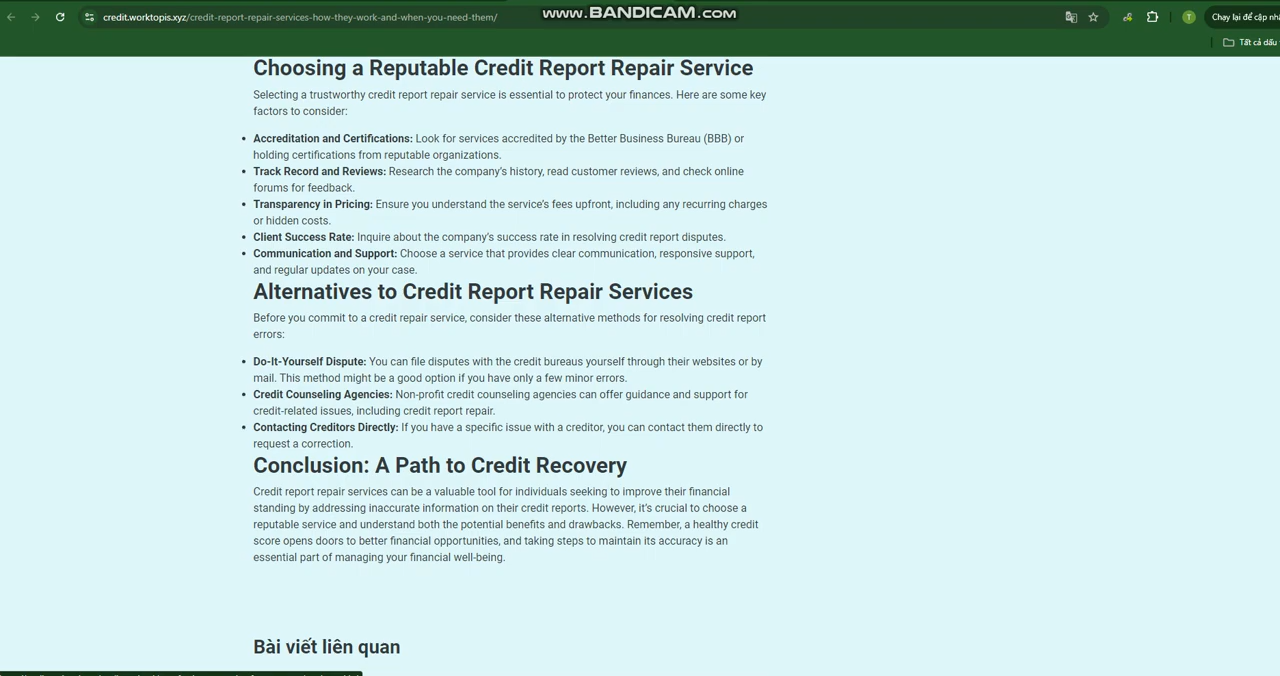 www.BANDICAM.com
credit.worktopis.xyz/credit-report-repair-services-how-they-work-and-when-you-need-them/
T
Chạy lại để cập nhậ
Tất cả dấu
Choosing a Reputable Credit Report Repair Service
Selecting a trustworthy credit report repair service is essential to protect your finances. Here are some key
factors to consider:
• Accreditation and Certifications: Look for services accredited by the Better Business Bureau (BBB) or
holding certifications from reputable organizations.
• Track Record and Reviews: Research the company's history, read customer reviews, and check online
forums for feedback.
• Transparency in Pricing: Ensure you understand the service's fees upfront, including any recurring charges
or hidden costs.
• Client Success Rate: Inquire about the company's success rate in resolving credit report disputes.
• Communication and Support: Choose a service that provides clear communication, responsive support,
and regular updates on your case.
Alternatives to Credit Report Repair Services
Before you commit to a credit repair service, consider these alternative methods for resolving credit report
errors:
• Do-It-Yourself Dispute: You can file disputes with the credit bureaus yourself through their websites or by
mail. This method might be a good option if you have only a few minor errors.
• Credit Counseling Agencies: Non-profit credit counseling agencies can offer guidance and support for
credit-related issues, including credit report repair.
• Contacting Creditors Directly: If you have a specific issue with a creditor, you can contact them directly to
request a correction.
Conclusion: A Path to Credit Recovery
Credit report repair services can be a valuable tool for individuals seeking to improve their financial
standing by addressing inaccurate information on their credit reports. However, it's crucial to choose a
reputable service and understand both the potential benefits and drawbacks. Remember, a healthy credit
score opens doors to better financial opportunities, and taking steps to maintain its accuracy is an
essential part of managing your financial well-being.
Bài viết liên quan